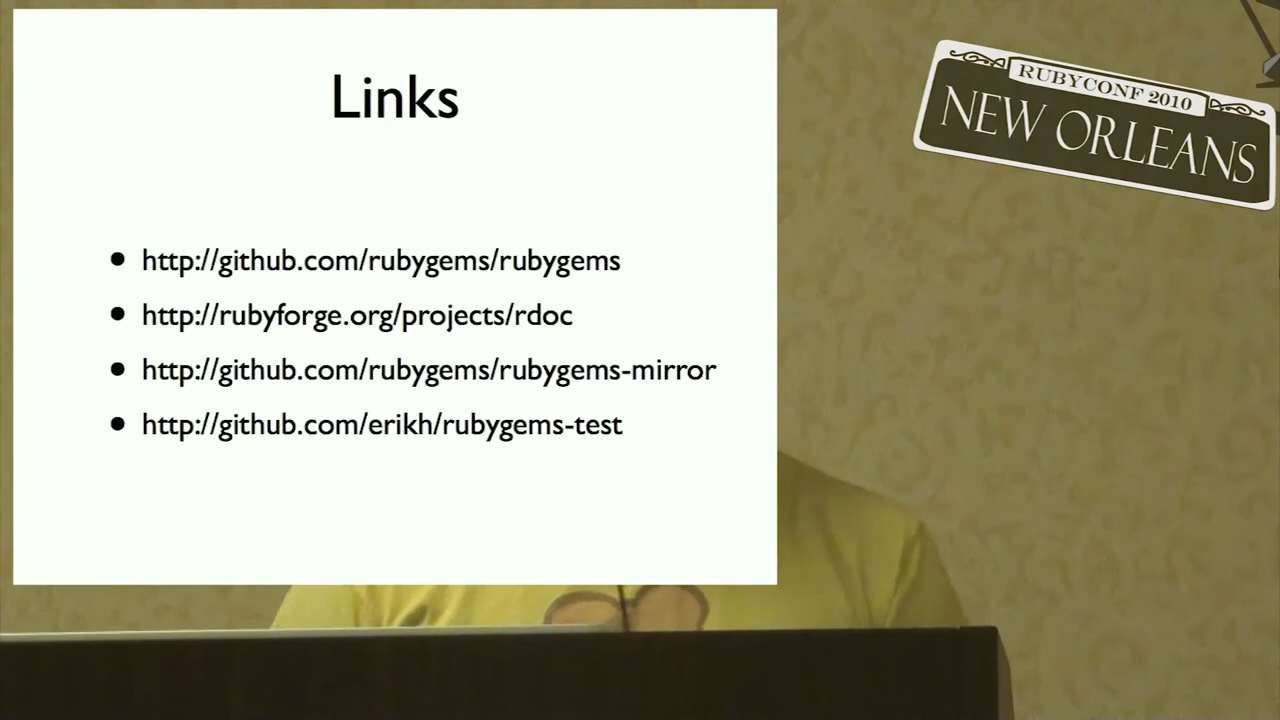 Links
• http://github.com/rubygems/rubygems
• http://rubyforge.org/projects/rdoc
• http://github.com/rubygems/rubygems-mirror
• http://github.com/erikh/rubygems-test
RUBYCONF 2010
NEW ORLEANS